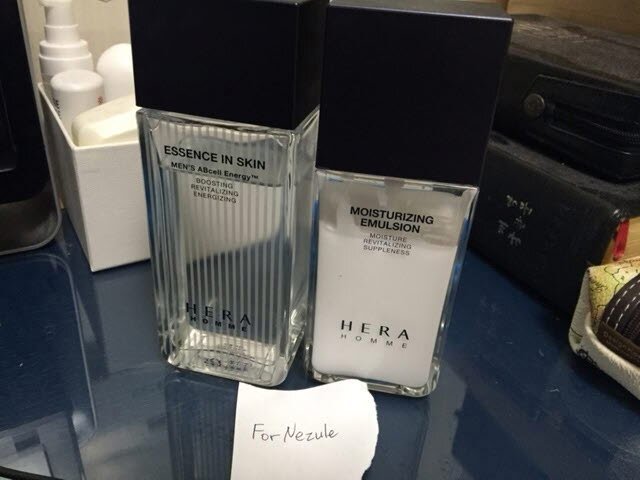 ESSENCE IN SKIN
MEN'S ABcell Energy™
BOOSTING
REVITALIZING
ENERGIZING
HERA
HOMME
MOISTURIZING
EMULSION
MOISTURE
REVITALIZING
SUPPLENESS
HERA
HOMME
For Nezule